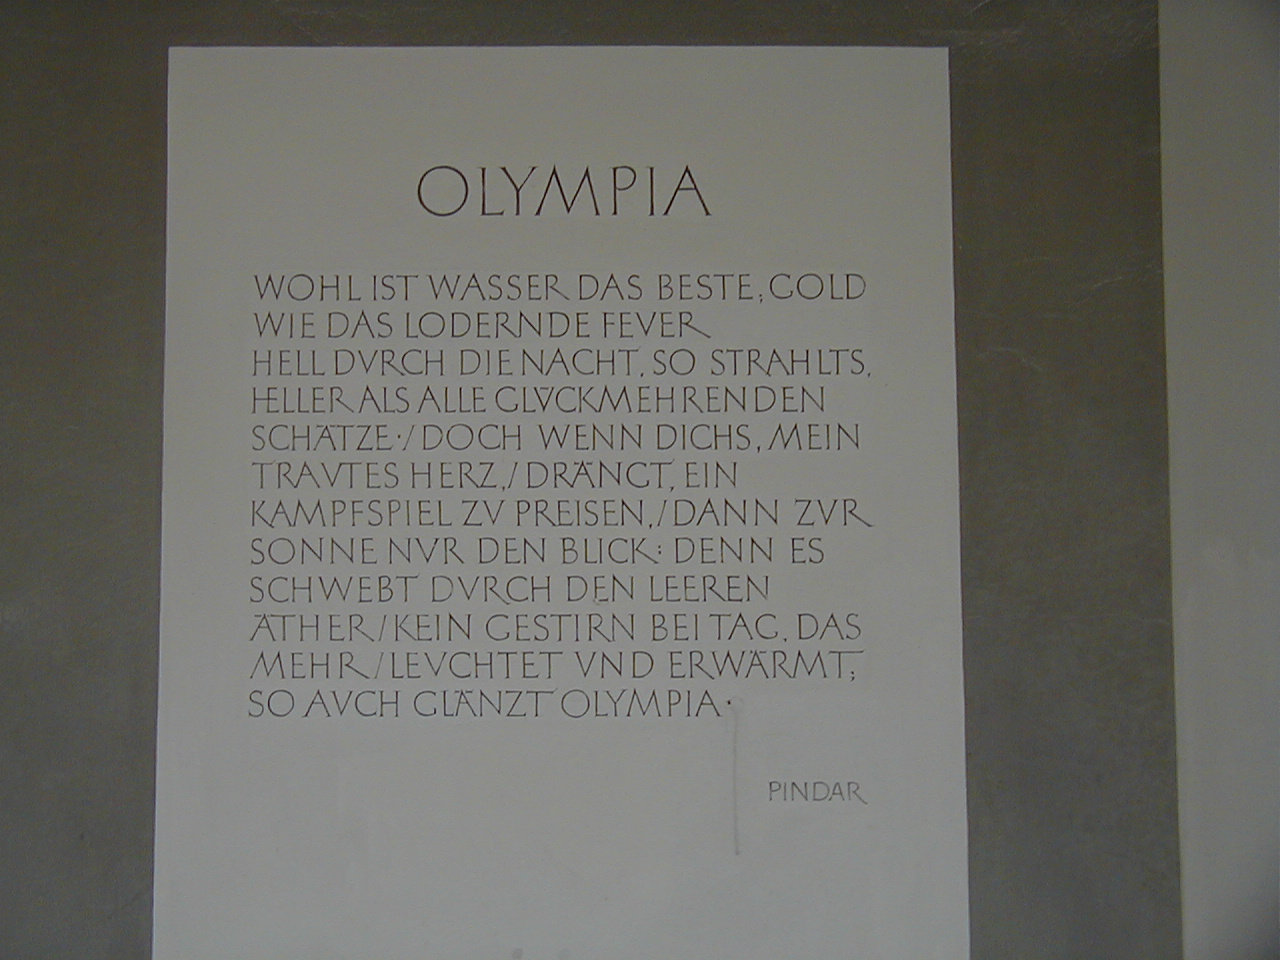 OLYMPIA
WOHL IST WASSER DAS BESTE; GOLD
WIE DAS LODERNDE FEVER
HELL DVRCH DIE NACHT, SO STRAHLTS,
HELLER ALS ALLE GLV̈CKMEHRENDEN
SCHÄTZE·/DOCH WENN DICHS, MEIN
TRAVTES HERZ,/DRÄNGT, EIN
KAMPFSPIEL ZV PREISEN,/DANN ZVR
SONNE NVR DEN BLICK: DENN ES
SCHWEBT DVRCH DEN LEEREN
ÄTHER/KEIN GESTIRN BEI TAG, DAS
MEHR/LEVCHTET VND ERWÄRMT;
SO AVCH GLÄNZT OLYMPIA·
PINDAR